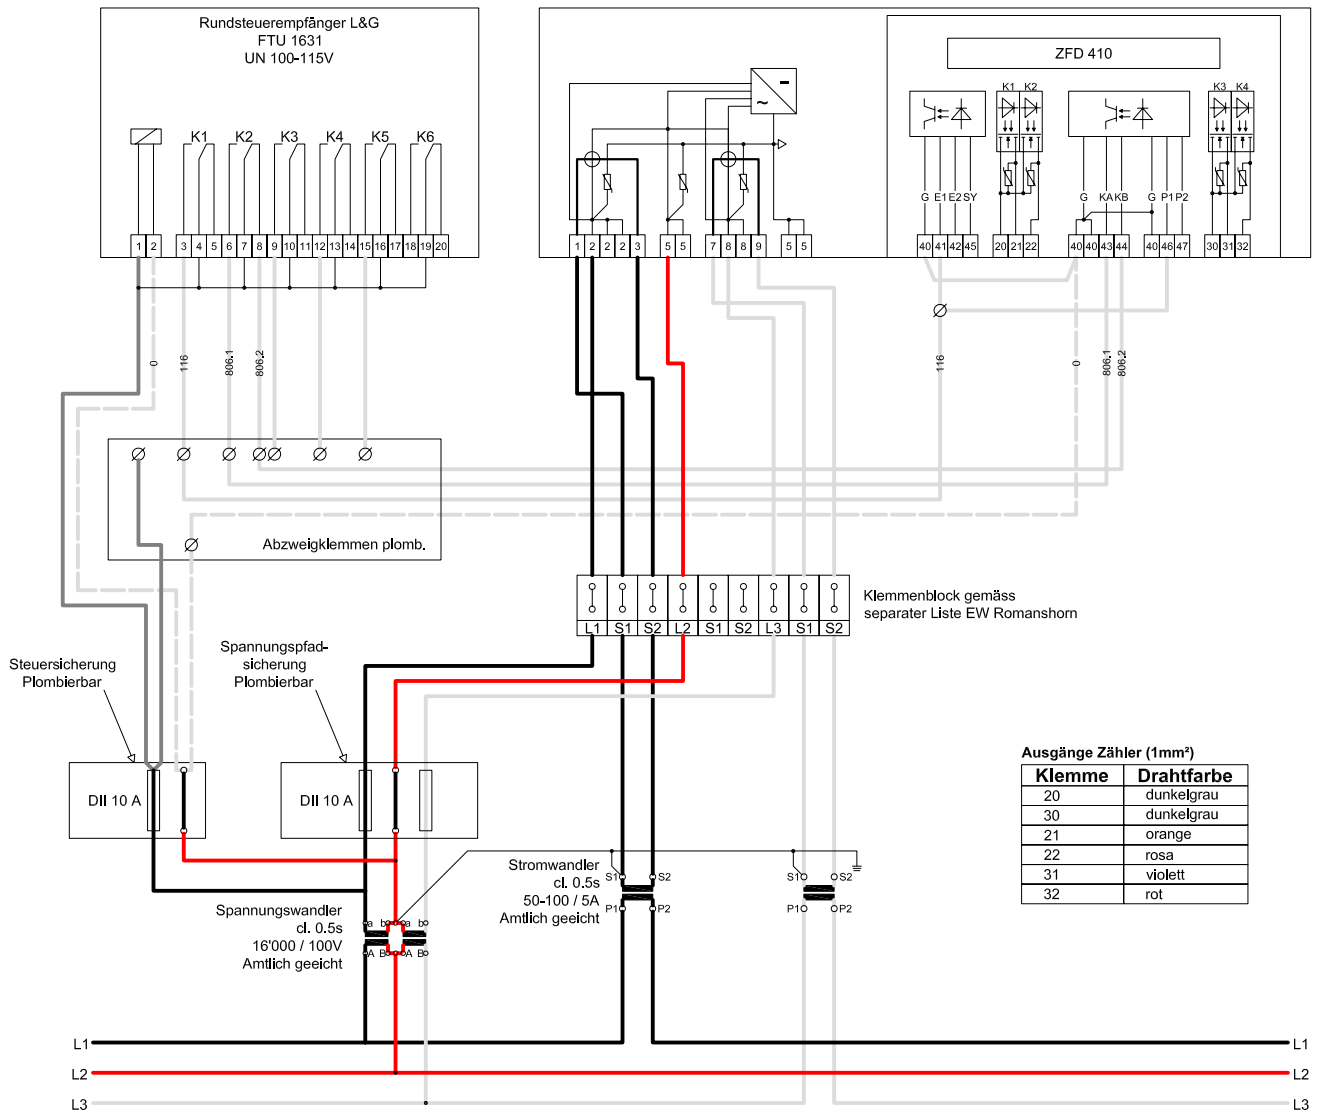 Rundsteuerempfänger L&G
FTU 1631
UN 100-115V
K1 K2 K3 K4 K5 K6
1 2 3 4 5 6 7 8 9 10 11 12 13 14 15 16 17 18 19 20
~
1 2 2 2 3 5 5 7 8 8 9 5 5
ZFD 410
K1 K2 K3 K4
G E1 E2 SY G KA KB G P1 P2
40 41 42 45 20 21 22 40 40 43 44 40 46 47 30 31 32
0 116 806.1 806.2 116 0 806.1 806.2
Abzweigklemmen plomb.
Klemmenblock gemäss
separater Liste EW Romanshorn
L1 S1 S2 L2 S1 S2 L3 S1 S2
Steuersicherung
Plombierbar
Spannungspfad-
sicherung
Plombierbar
DII 10 A
DII 10 A
Ausgänge Zähler (1mm²)
Klemme Drahtfarbe
20 dunkelgrau
30 dunkelgrau
21 orange
22 rosa
31 violett
32 rot
Stromwandler
cl. 0.5s
50-100 / 5A
Amtlich geeicht
S1 S2 S1 S2
P1 P2 P1 P2
Spannungswandler
cl. 0.5s
16'000 / 100V
Amtlich geeicht
a b a b
A B A B
L1 L1
L2 L2
L3 L3